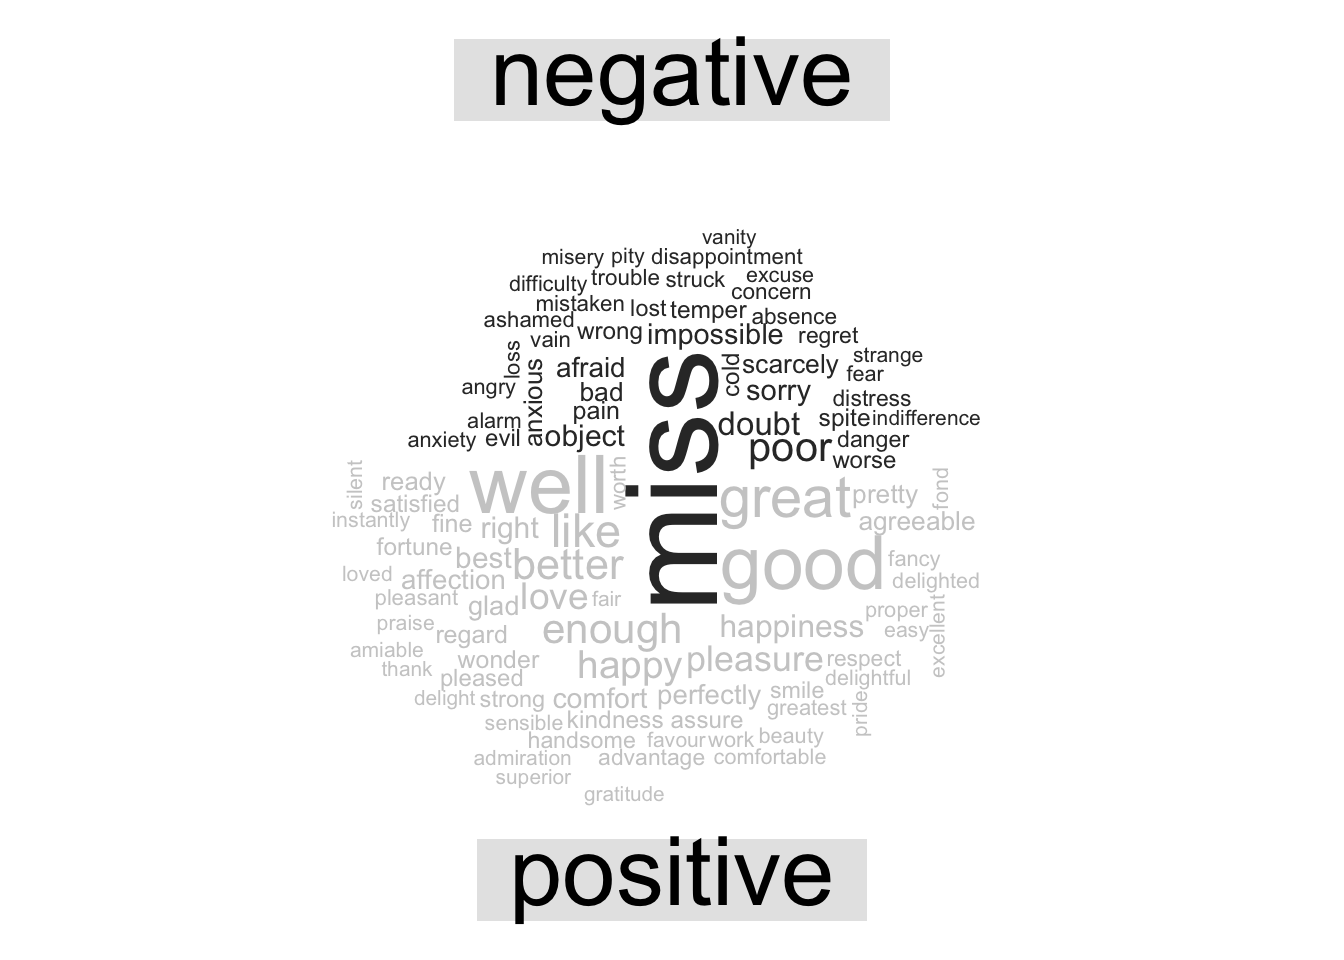 negative
vanity
misery pity disappointment
difficulty trouble struck excuse
concern
mistaken lost temper absence
ashamed vain wrong impossible regret
loss afraid cold scarcely strange
fear
angry anxious bad sorry distress
alarm pain doubt spite indifference
anxiety evil object poor danger
worse
miss
silent ready well worth great pretty fond
satisfied
instantly fine right like agreeable
fortune best better good fancy
loved affection delighted
pleasant glad love fair proper
praise regard enough happiness easy excellent
amiable
thank wonder happy pleasure respect
pleased delightful
delight strong comfort perfectly smile
greatest pride
sensible kindness assure
handsome favour work beauty
admiration advantage comfortable
superior
gratitude
positive